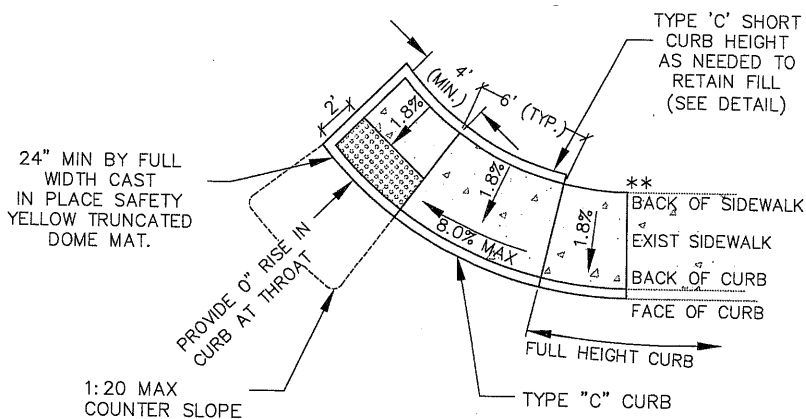 TYPE 'C' SHORT
CURB HEIGHT
AS NEEDED TO
RETAIN FILL
(SEE DETAIL)
4'
(MIN.)
6' (TYP.)
2'
1.8%
1.8%
1.8%
8.0% MAX
24" MIN BY FULL
WIDTH CAST
IN PLACE SAFETY
YELLOW TRUNCATED
DOME MAT.
**
BACK OF SIDEWALK
EXIST SIDEWALK
BACK OF CURB
FACE OF CURB
PROVIDE 0" RISE IN
CURB AT THROAT
FULL HEIGHT CURB
1:20 MAX
COUNTER SLOPE
TYPE "C" CURB